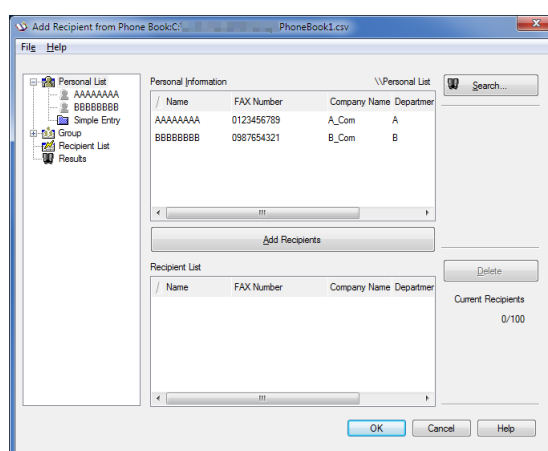 Add Recipient from Phone Book:C:\ PhoneBook1.csv
File Help
Personal List
AAAAAAAA
BBBBBBBB
Simple Entry
Group
Recipient List
Results
Personal Information \\Personal List
/ Name FAX Number Company Name Departmer
AAAAAAAA 0123456789 A_Com A
BBBBBBBB 0987654321 B_Com B
Search...
Add Recipients
Recipient List
/ Name FAX Number Company Name Departmer
Delete
Current Recipients
0/100
OK Cancel Help